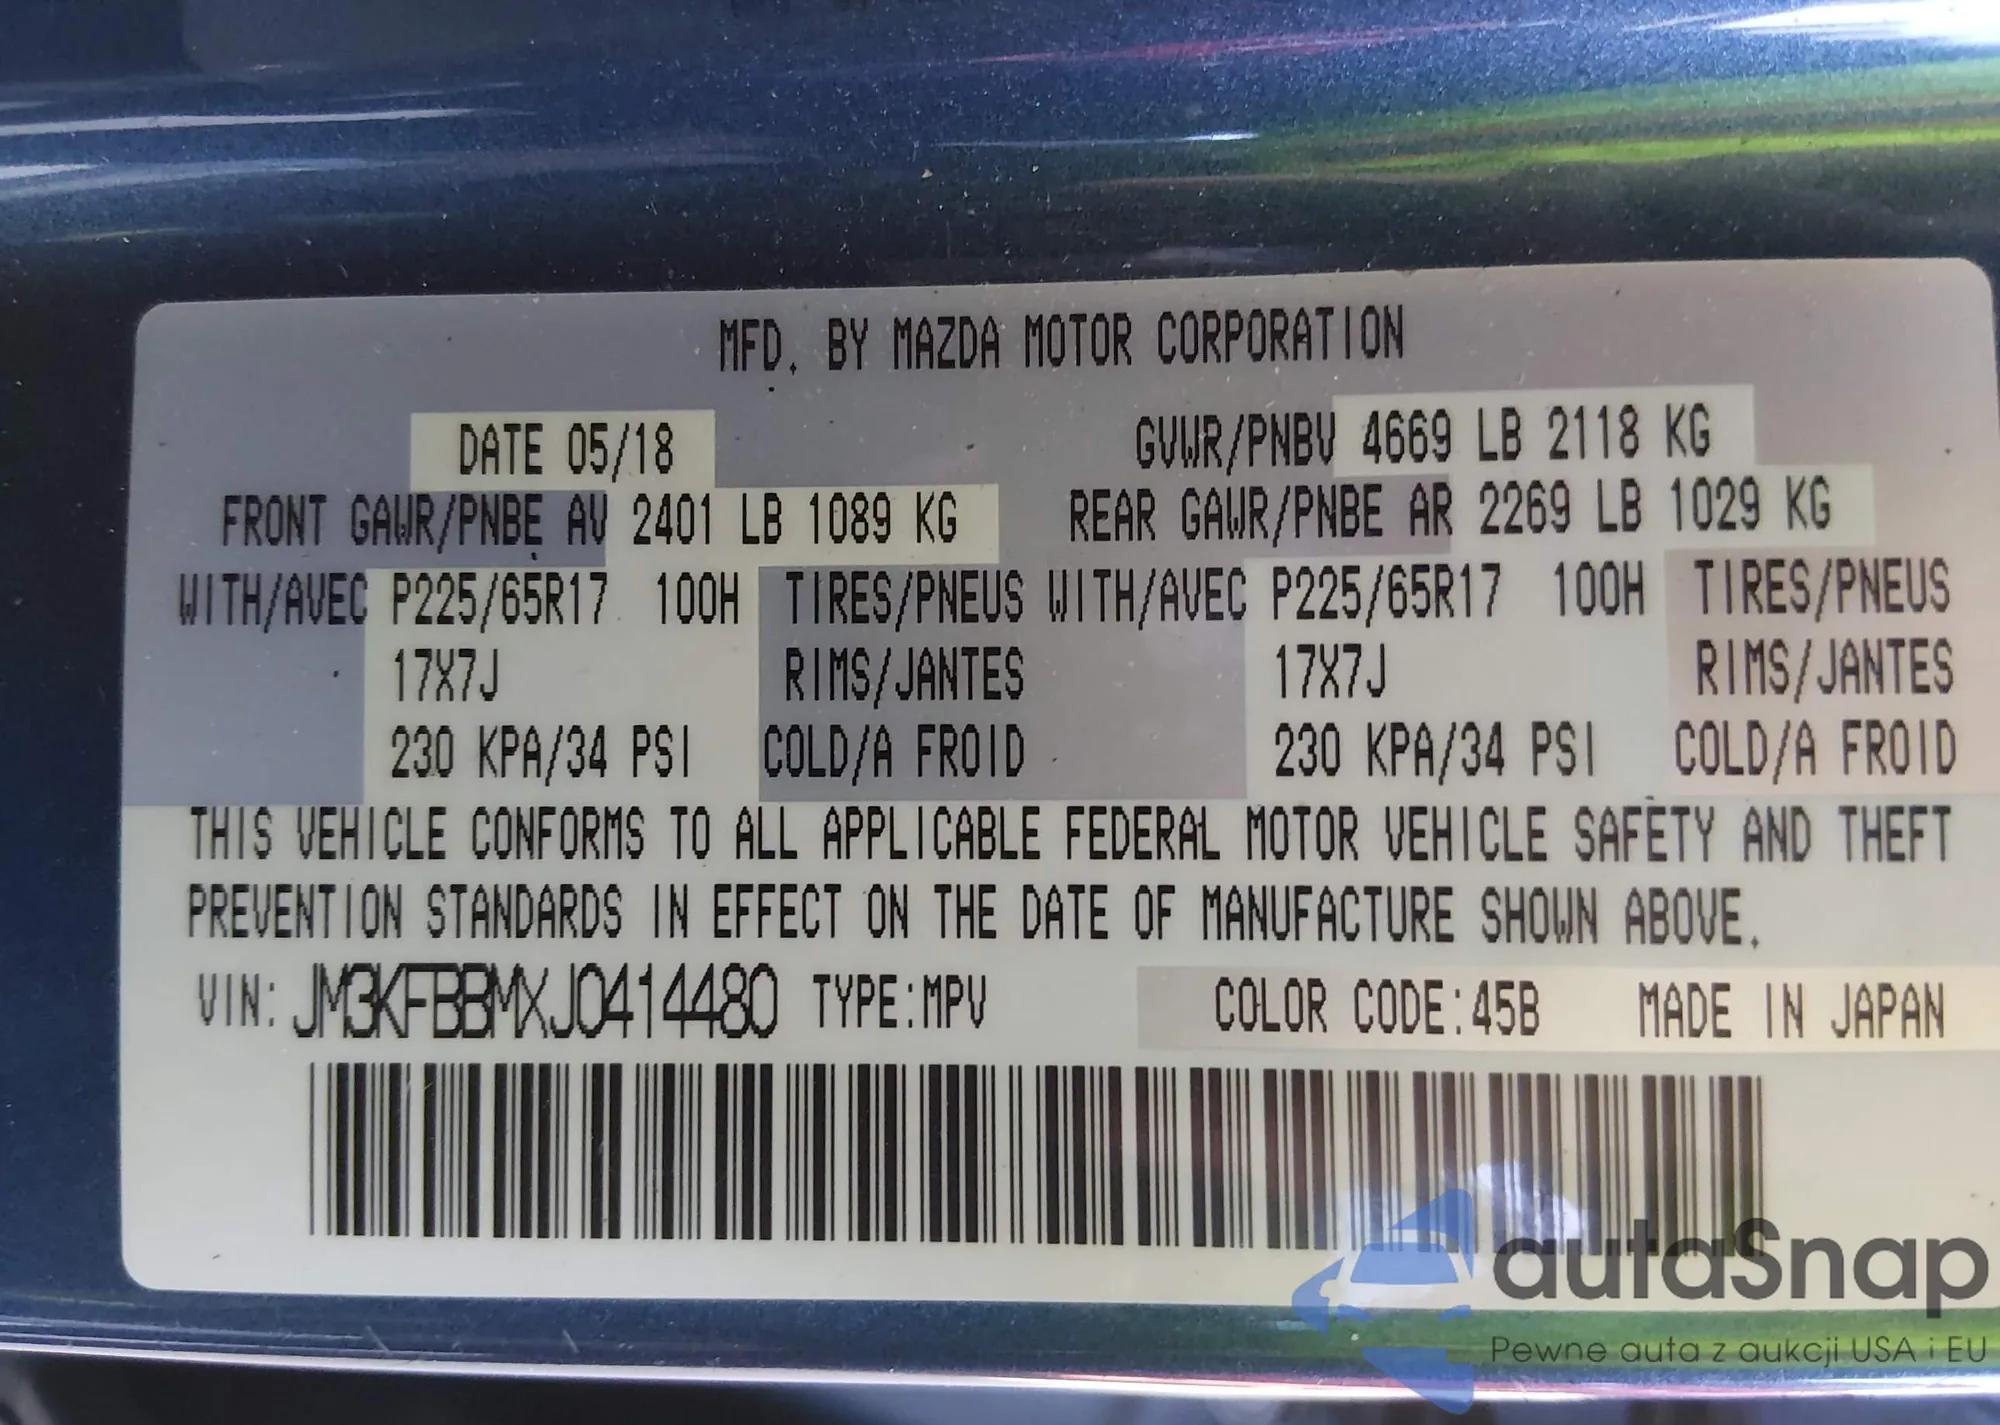 MFD. BY MAZDA MOTOR CORPORATION
DATE 05/18 GVWR/PNBV 4669 LB 2118 KG
FRONT GAWR/PNBE AV 2401 LB 1089 KG REAR GAWR/PNBE AR 2269 LB 1029 KG
WITH/AVEC P225/65R17 100H TIRES/PNEUS WITH/AVEC P225/65R17 100H TIRES/PNEUS
17X7J RIMS/JANTES 17X7J RIMS/JANTES
230 KPA/34 PSI COLD/A FROID 230 KPA/34 PSI COLD/A FROID
THIS VEHICLE CONFORMS TO ALL APPLICABLE FEDERAL MOTOR VEHICLE SAFETY AND THEFT
PREVENTION STANDARDS IN EFFECT ON THE DATE OF MANUFACTURE SHOWN ABOVE.
VIN: JM3KFBBMXJ0414480 TYPE:MPV COLOR CODE:45B MADE IN JAPAN
autaSnap
Pewne auta z aukcji USA i EU